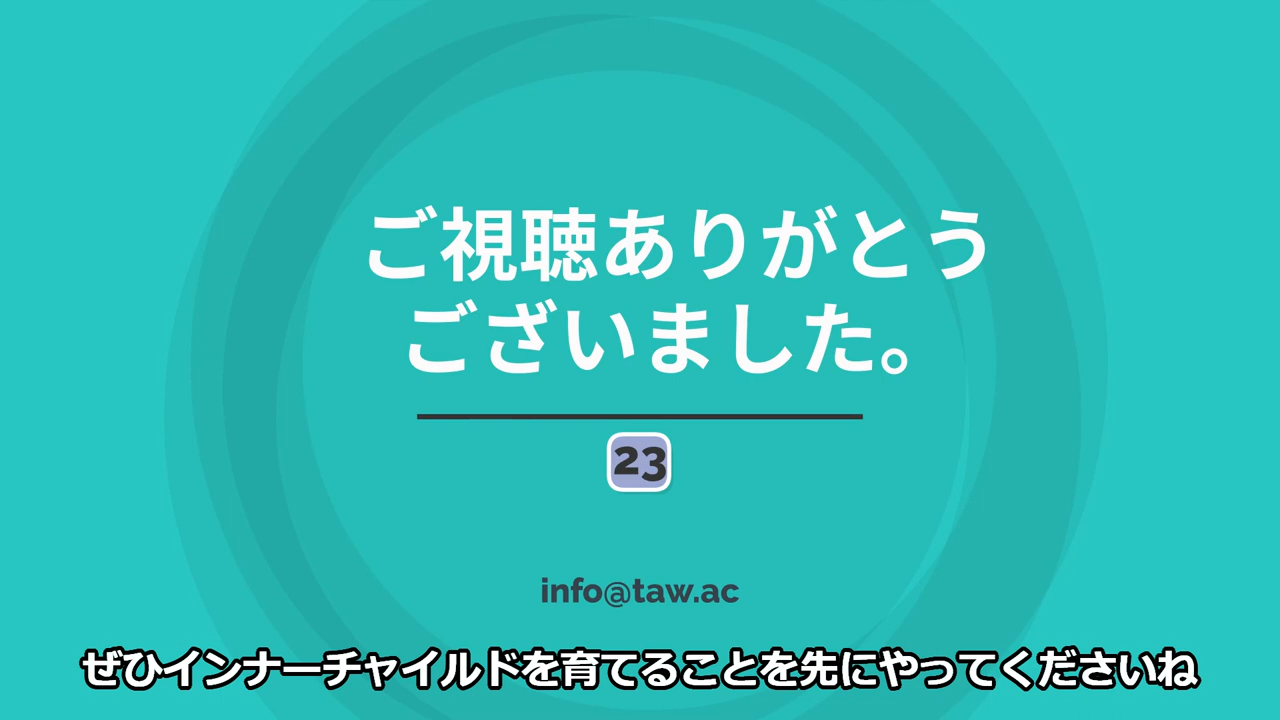 ご視聴ありがとう
ございました。
23
info@taw.ac
ぜひインナーチャイルドを育てることを先にやってくださいね